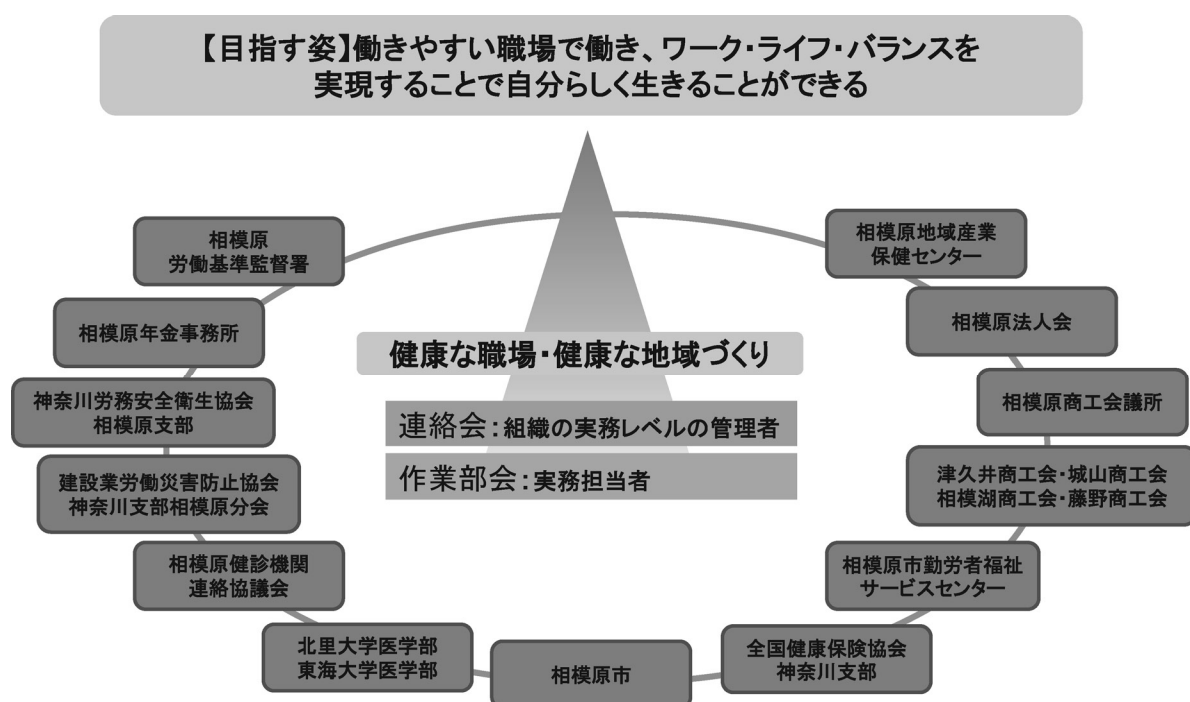 【目指す姿】働きやすい職場で働き、ワーク・ライフ・バランスを
実現することで自分らしく生きることができる
相模原
労働基準監督署
相模原地域産業
保健センター
相模原年金事務所
相模原法人会
健康な職場・健康な地域づくり
神奈川労務安全衛生協会
相模原支部
相模原商工会議所
連絡会：組織の実務レベルの管理者
作業部会：実務担当者
建設業労働災害防止協会
神奈川支部相模原分会
津久井商工会・城山商工会
相模湖商工会・藤野商工会
相模原健診機関
連絡協議会
相模原市勤労者福祉
サービスセンター
北里大学医学部
東海大学医学部
相模原市
全国健康保険協会
神奈川支部